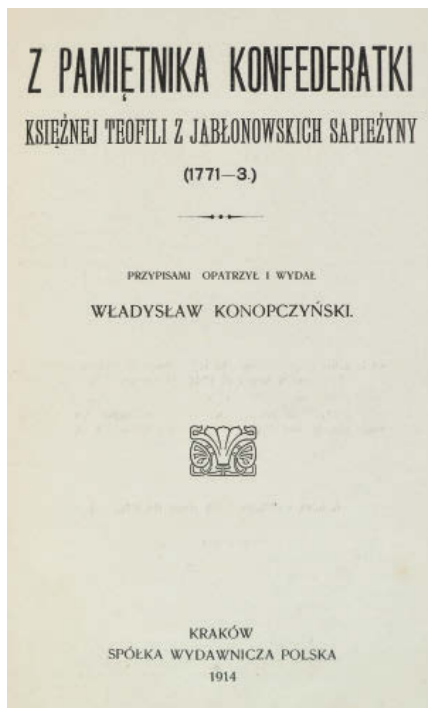 Z PAMIĘTNIKA KONFEDERATKI
KSIĘŻNEJ TEOFILI Z JABŁONOWSKICH SAPIEŻYNY
(1771—3.)
PRZYPISAMI OPATRZYŁ I WYDAŁ
WŁADYSŁAW KONOPCZYŃSKI.
KRAKÓW
SPÓŁKA WYDAWNICZA POLSKA
1914